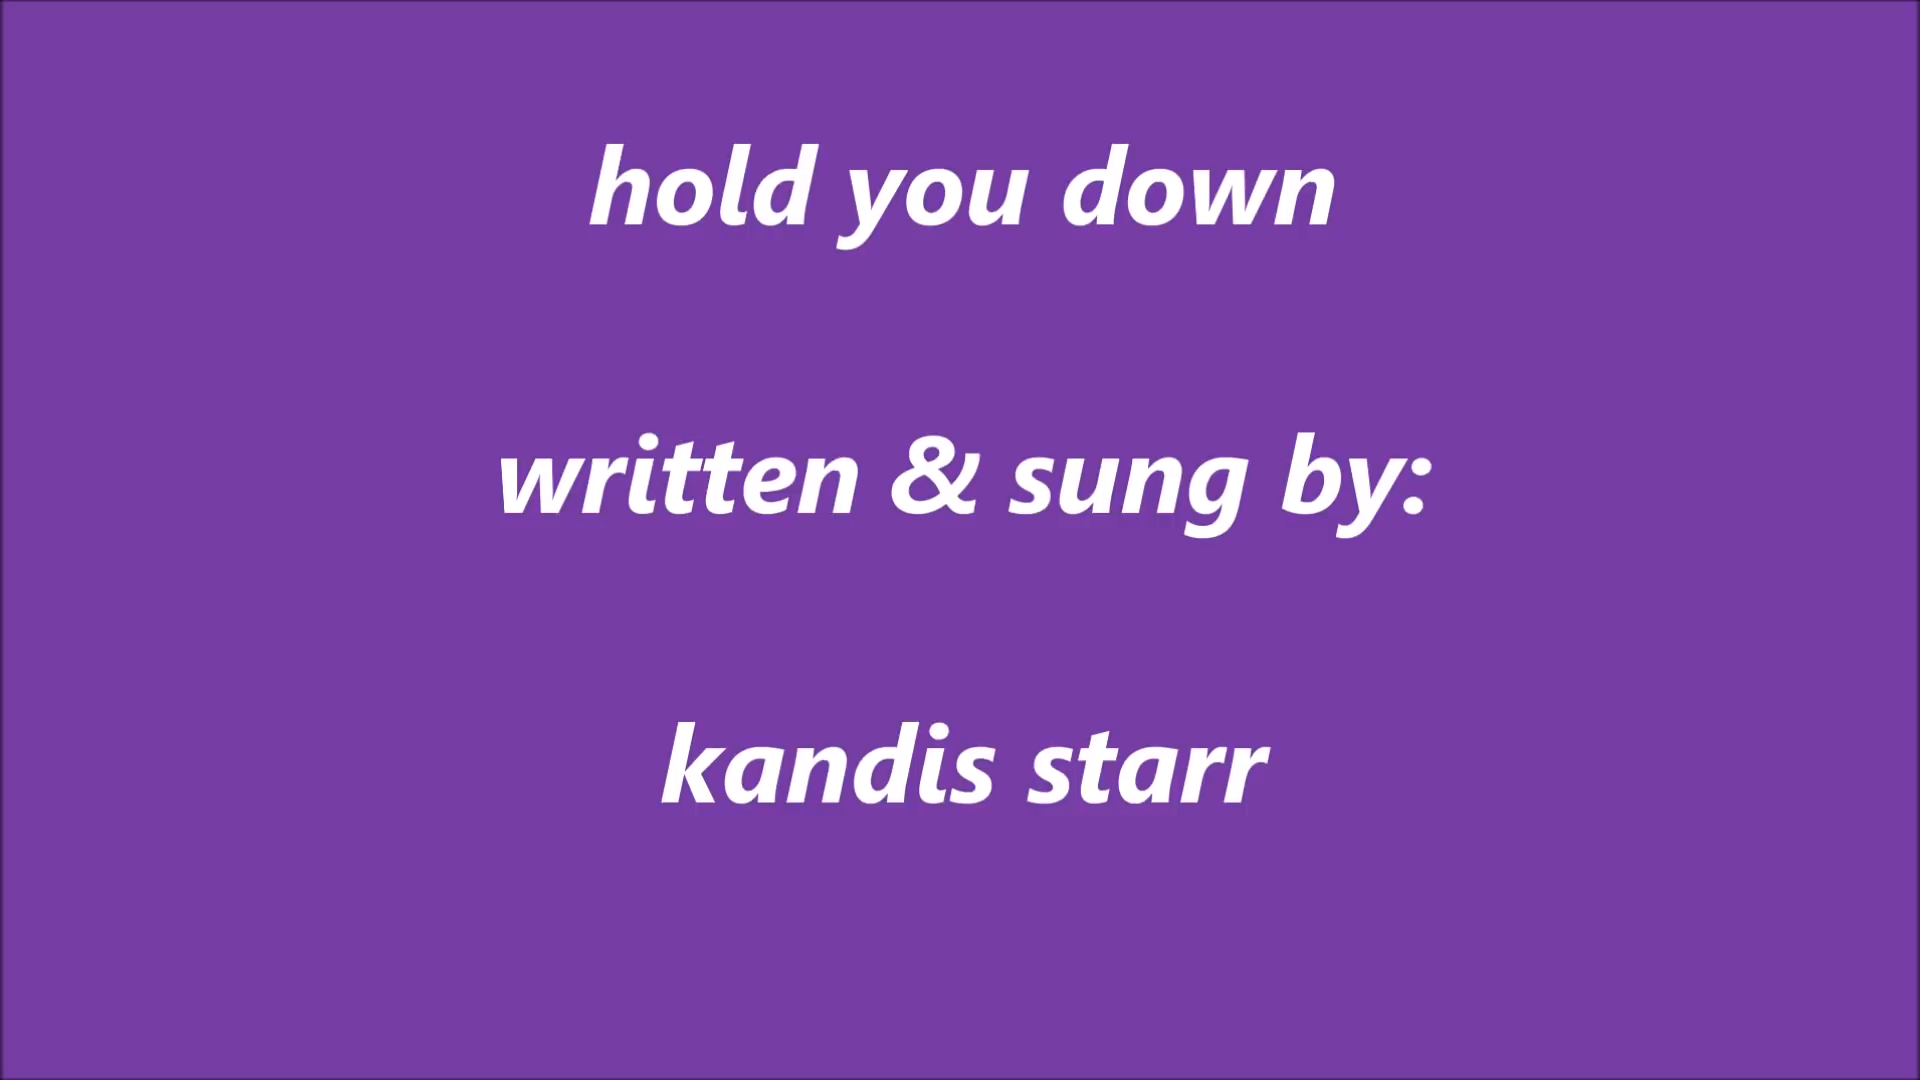 hold you down
written & sung by:
kandis starr